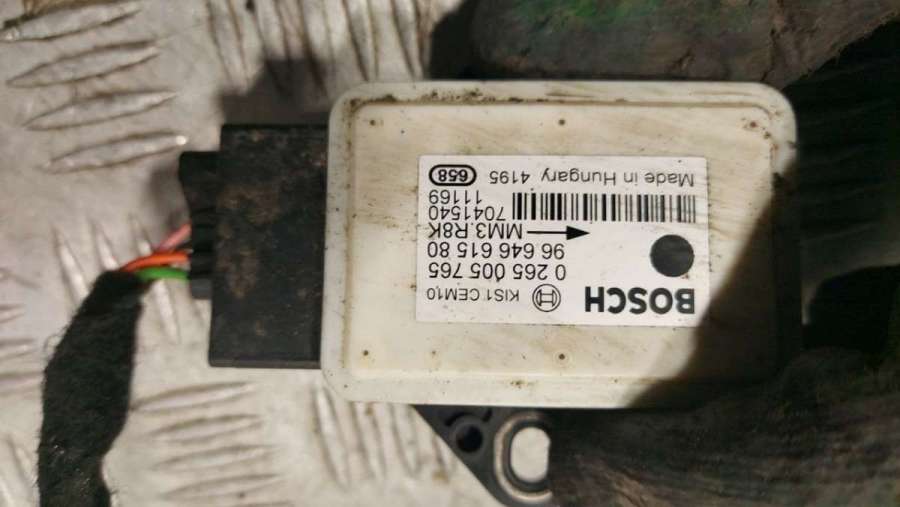 BOSCH
KIS1 CEM10
0 265 005 765
96 646 615 80
MM3.R8K
7041540
11169
Made in Hungary 4195 658